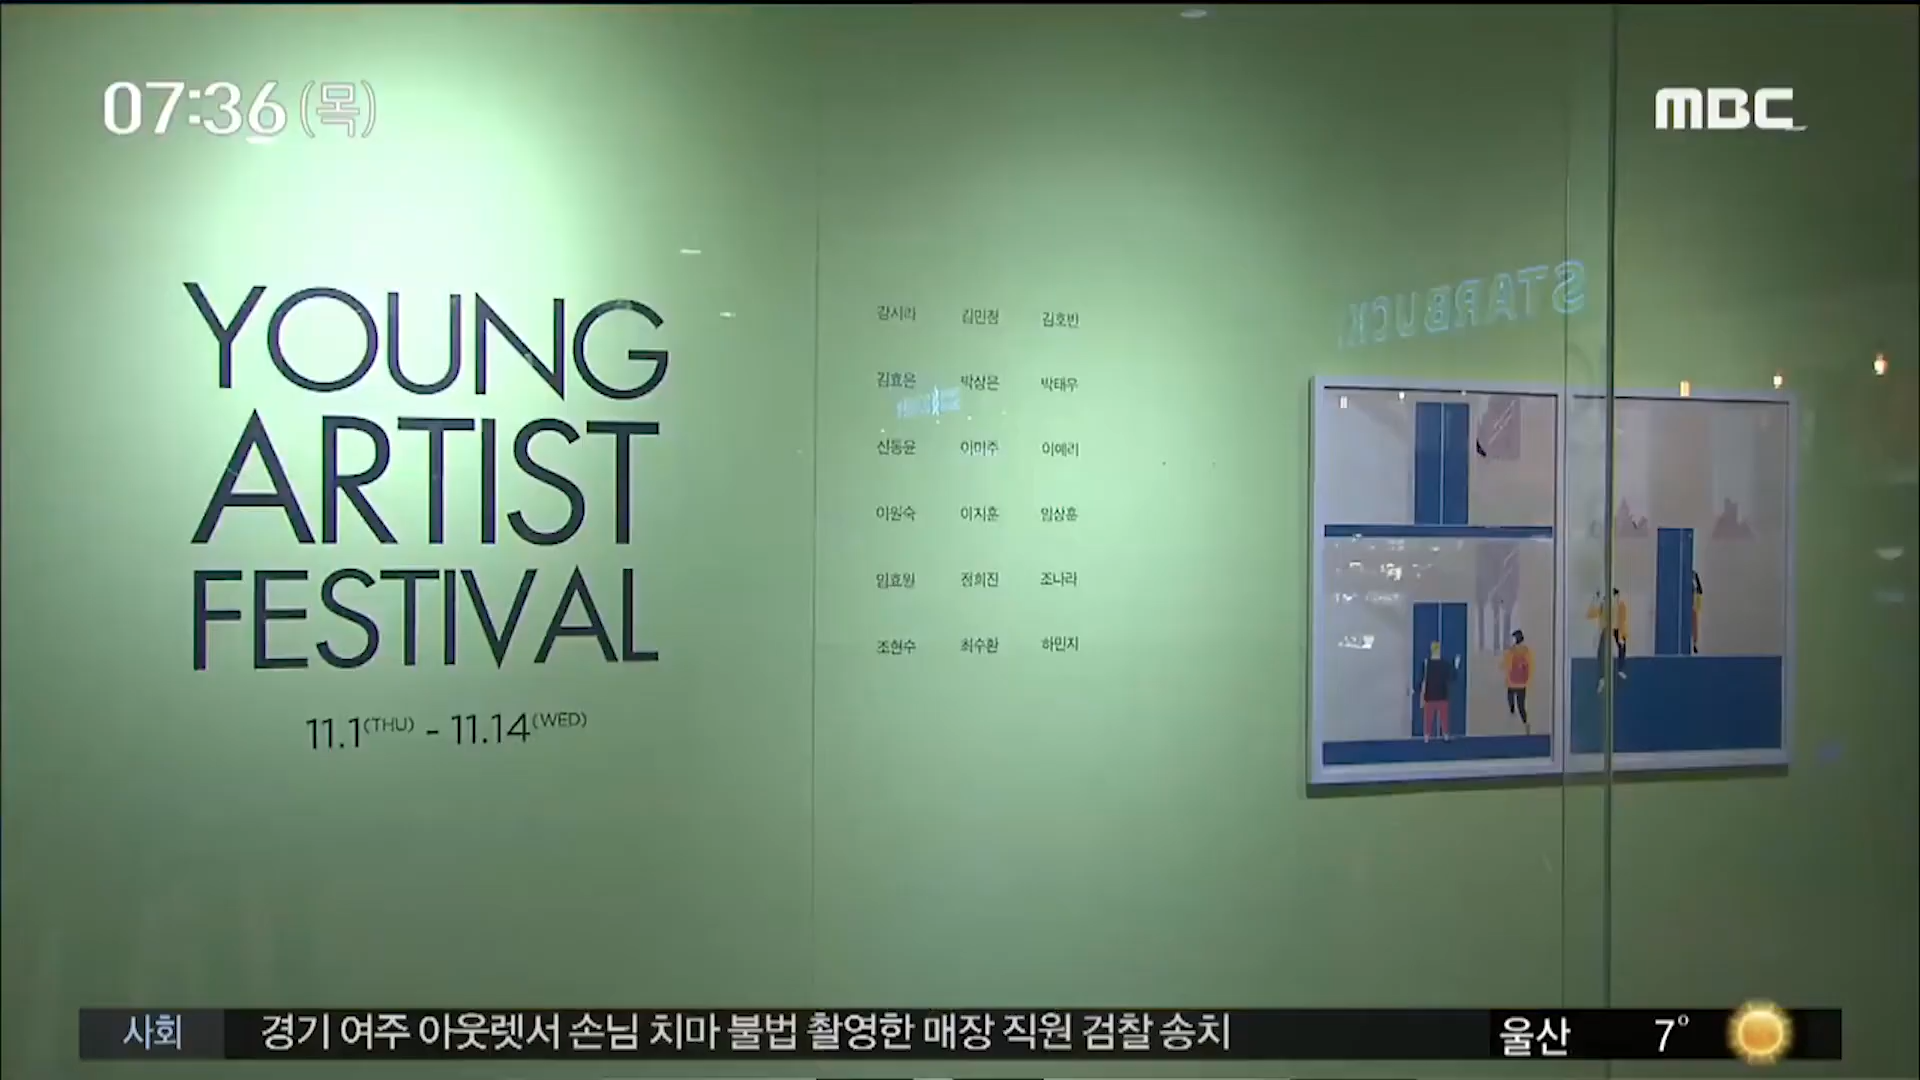 07:36 (목)
MBC
YOUNG
ARTIST
FESTIVAL
11.1(THU) - 11.14(WED)
강시라 김민정 김호빈
김효은 박상은 박태우
신동윤 이미주 이예리
이원숙 이지훈 임상훈
임효원 정희진 조나라
조현수 최수환 하민지
STARBUCK
사회 경기 여주 아웃렛서 손님 치마 불법 촬영한 매장 직원 검찰 송치
울산 7°